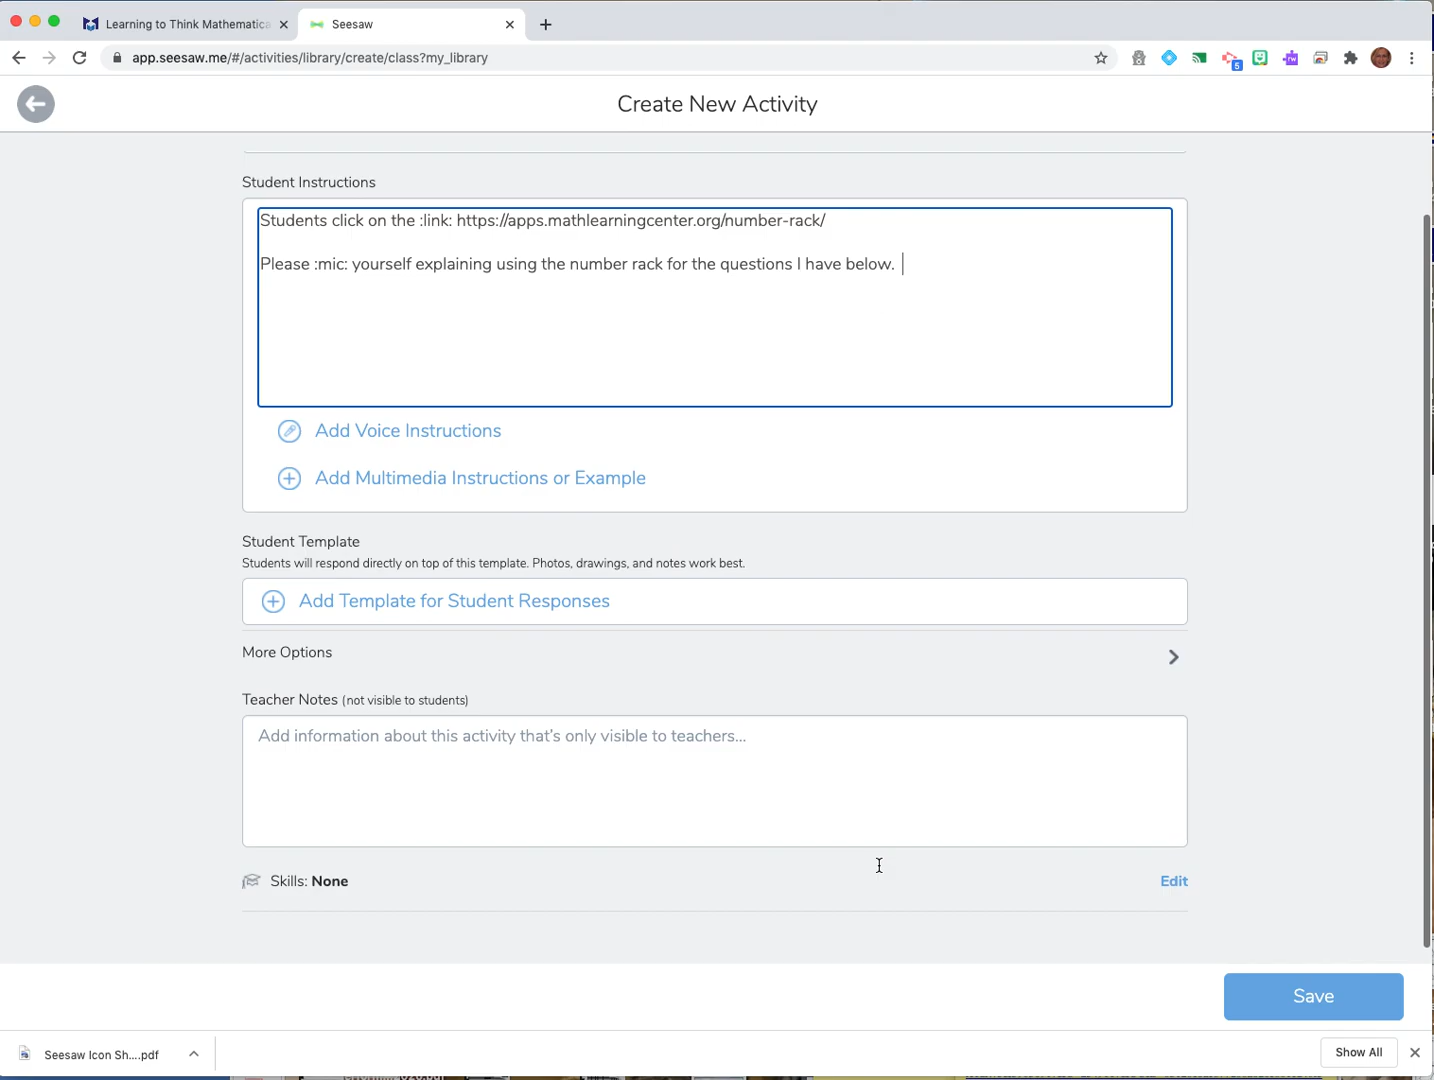 Learning to Think Mathematica
Seesaw
app.seesaw.me/#/activities/library/create/class?my_library
5
Create New Activity
Student Instructions
Students click on the :link: https://apps.mathlearningcenter.org/number-rack/
Please :mic: yourself explaining using the number rack for the questions I have below.
Add Voice Instructions
Add Multimedia Instructions or Example
Student Template
Students will respond directly on top of this template. Photos, drawings, and notes work best.
Add Template for Student Responses
More Options
Teacher Notes (not visible to students)
Add information about this activity that's only visible to teachers...
Skills: None
Edit
Save
Seesaw Icon Sh....pdf
Show All